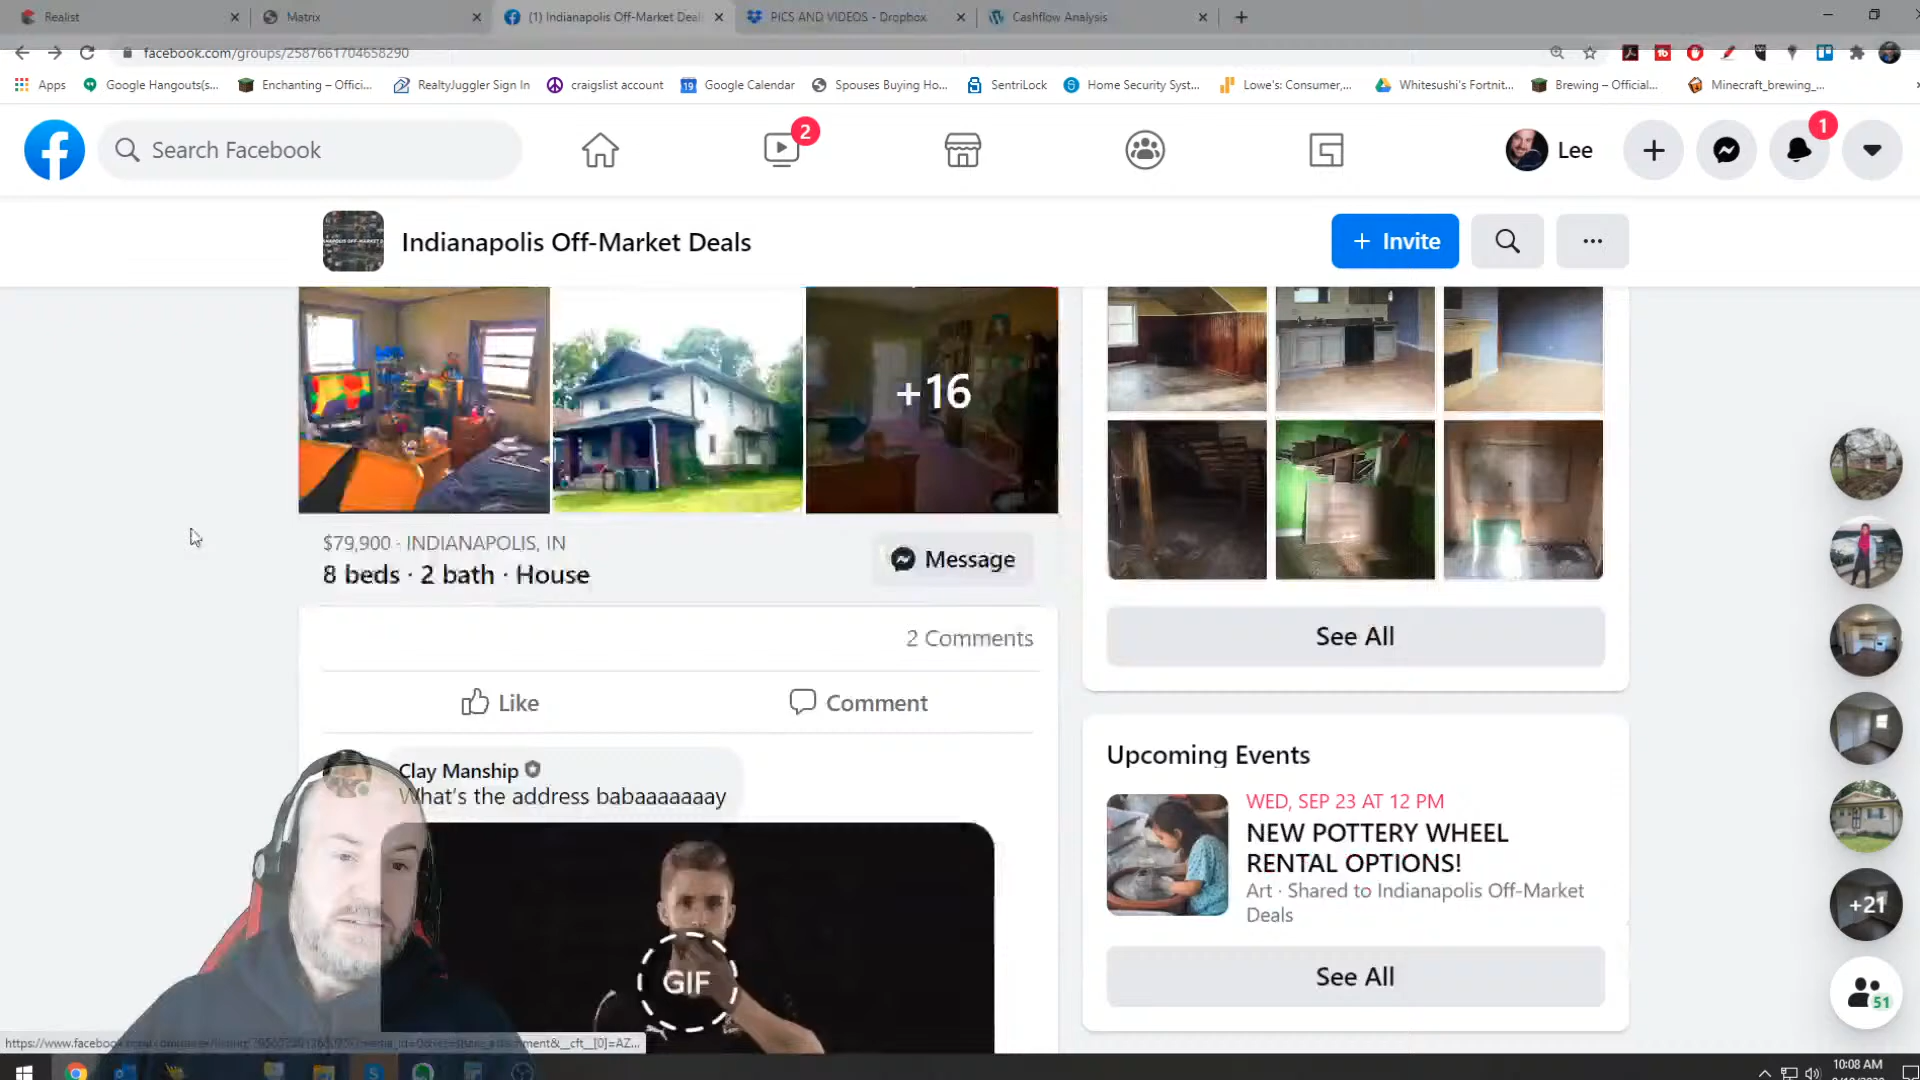 Realist
Matrix
(1) Indianapolis Off-Market Deal
PICS AND VIDEOS - Dropbox
Cashflow Analysis
facebook.com/groups/2587661704658290
Apps
Google Hangouts(s...
Enchanting – Offici...
RealtyJuggler Sign In
craigslist account
Google Calendar
Spouses Buying Ho...
SentriLock
Home Security Syst...
Lowe's: Consumer,...
Whitesushi's Fortnit...
Brewing – Official...
Minecraft_brewing_...
Search Facebook
2
Lee
1
Indianapolis Off-Market Deals
+ Invite
...
+16
$79,900 · INDIANAPOLIS, IN
8 beds · 2 bath · House
Message
2 Comments
Like
Comment
Clay Manship
What's the address babaaaaaaay
GIF
See All
Upcoming Events
WED, SEP 23 AT 12 PM
NEW POTTERY WHEEL
RENTAL OPTIONS!
Art · Shared to Indianapolis Off-Market
Deals
See All
+21
51
10:08 AM